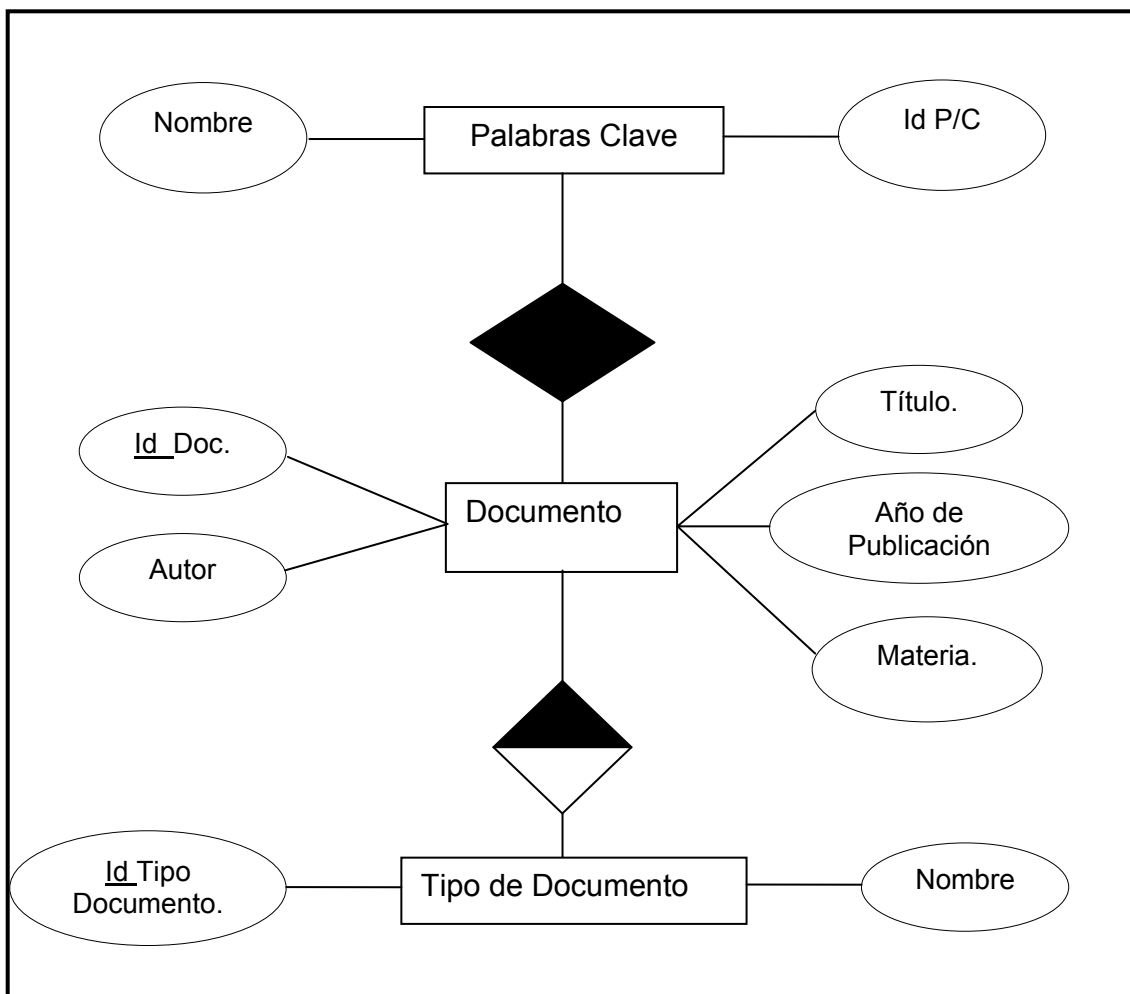 Nombre
Palabras Clave
Id P/C
Id Doc.
Autor
Documento
Título.
Año de
Publicación
Materia.
Id Tipo
Documento.
Tipo de Documento
Nombre